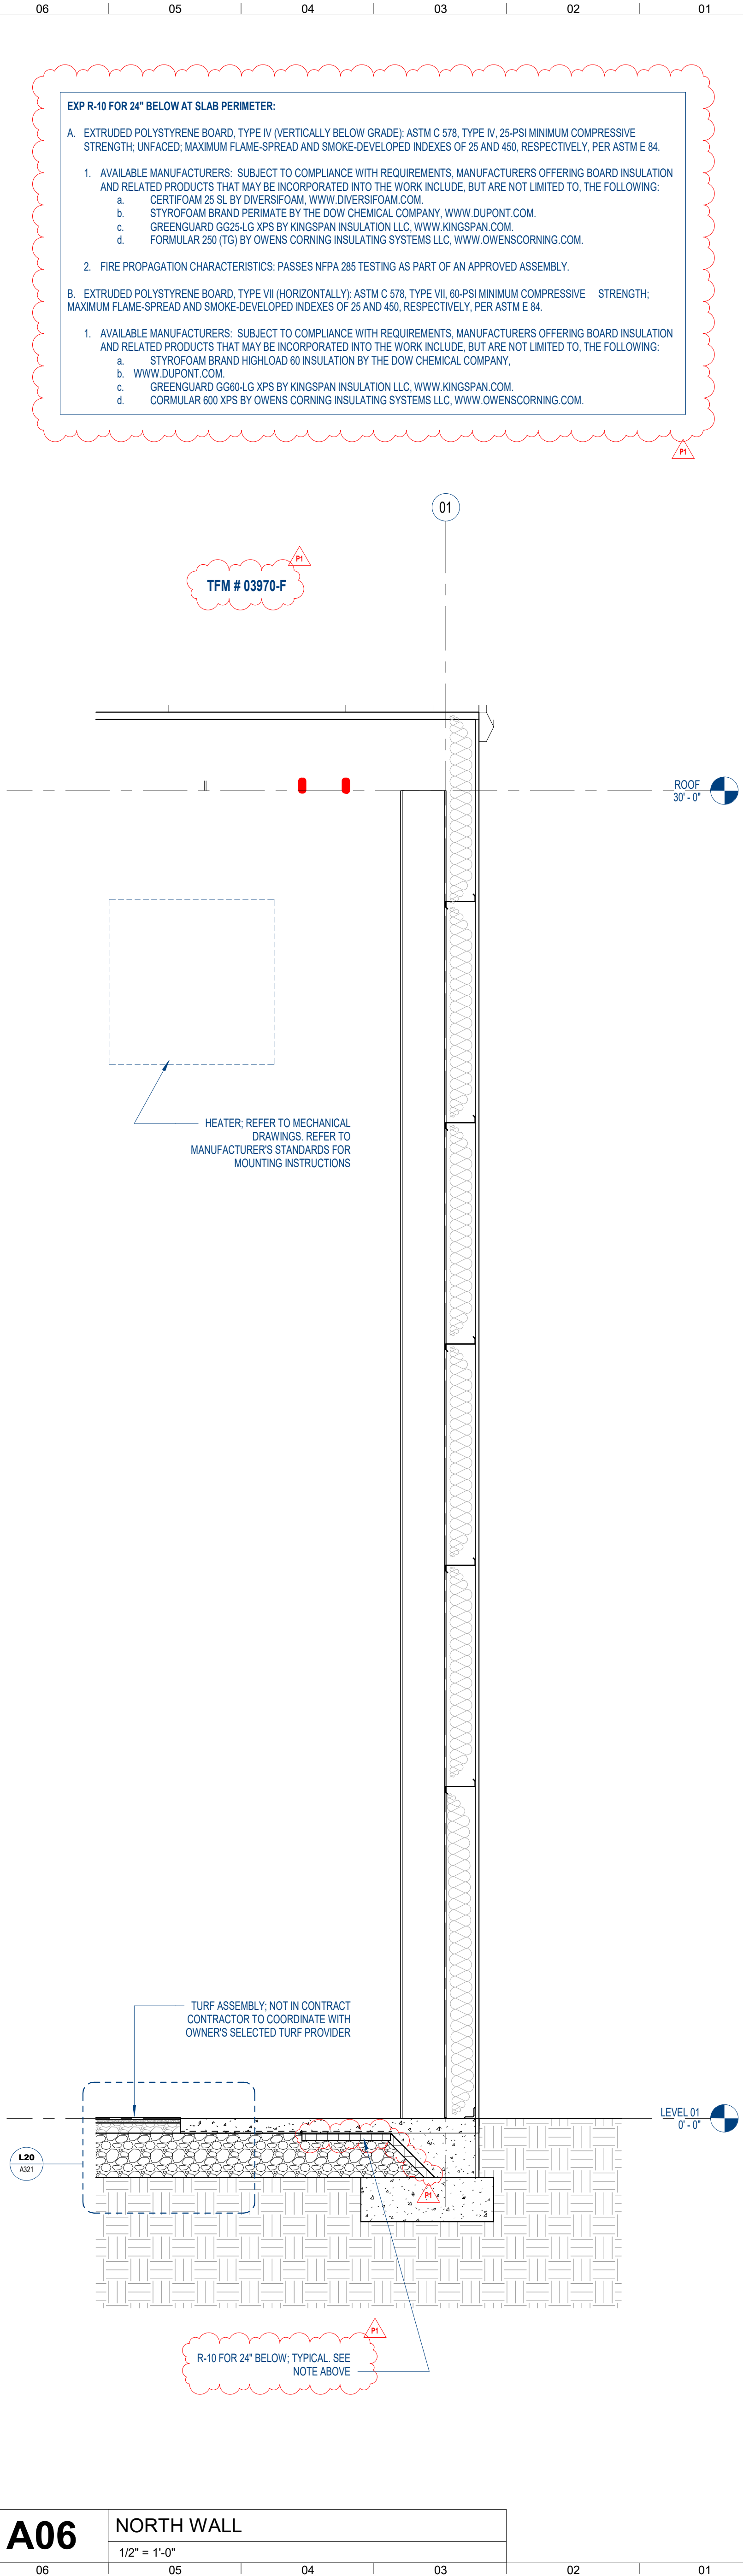 06 05 04 03 02 01
EXP R-10 FOR 24" BELOW AT SLAB PERIMETER:
A. EXTRUDED POLYSTYRENE BOARD, TYPE IV (VERTICALLY BELOW GRADE): ASTM C 578, TYPE IV, 25-PSI MINIMUM COMPRESSIVE
STRENGTH; UNFACED; MAXIMUM FLAME-SPREAD AND SMOKE-DEVELOPED INDEXES OF 25 AND 450, RESPECTIVELY, PER ASTM E 84.
1. AVAILABLE MANUFACTURERS: SUBJECT TO COMPLIANCE WITH REQUIREMENTS, MANUFACTURERS OFFERING BOARD INSULATION
AND RELATED PRODUCTS THAT MAY BE INCORPORATED INTO THE WORK INCLUDE, BUT ARE NOT LIMITED TO, THE FOLLOWING:
a. CERTIFOAM 25 SL BY DIVERSIFOAM, WWW.DIVERSIFOAM.COM.
b. STYROFOAM BRAND PERIMATE BY THE DOW CHEMICAL COMPANY, WWW.DUPONT.COM.
c. GREENGUARD GG25-LG XPS BY KINGSPAN INSULATION LLC, WWW.KINGSPAN.COM.
d. FORMULAR 250 (TG) BY OWENS CORNING INSULATING SYSTEMS LLC, WWW.OWENSCORNING.COM.
2. FIRE PROPAGATION CHARACTERISTICS: PASSES NFPA 285 TESTING AS PART OF AN APPROVED ASSEMBLY.
B. EXTRUDED POLYSTYRENE BOARD, TYPE VII (HORIZONTALLY): ASTM C 578, TYPE VII, 60-PSI MINIMUM COMPRESSIVE STRENGTH;
MAXIMUM FLAME-SPREAD AND SMOKE-DEVELOPED INDEXES OF 25 AND 450, RESPECTIVELY, PER ASTM E 84.
1. AVAILABLE MANUFACTURERS: SUBJECT TO COMPLIANCE WITH REQUIREMENTS, MANUFACTURERS OFFERING BOARD INSULATION
AND RELATED PRODUCTS THAT MAY BE INCORPORATED INTO THE WORK INCLUDE, BUT ARE NOT LIMITED TO, THE FOLLOWING:
a. STYROFOAM BRAND HIGHLOAD 60 INSULATION BY THE DOW CHEMICAL COMPANY,
b. WWW.DUPONT.COM.
c. GREENGUARD GG60-LG XPS BY KINGSPAN INSULATION LLC, WWW.KINGSPAN.COM.
d. CORMULAR 600 XPS BY OWENS CORNING INSULATING SYSTEMS LLC, WWW.OWENSCORNING.COM.
P1
01
P1
TFM # 03970-F
ROOF
30' - 0"
HEATER; REFER TO MECHANICAL
DRAWINGS. REFER TO
MANUFACTURER'S STANDARDS FOR
MOUNTING INSTRUCTIONS
TURF ASSEMBLY; NOT IN CONTRACT
CONTRACTOR TO COORDINATE WITH
OWNER'S SELECTED TURF PROVIDER
LEVEL 01
0' - 0"
L20
A321
P1
P1
R-10 FOR 24" BELOW; TYPICAL. SEE
NOTE ABOVE
A06
NORTH WALL
1/2" = 1'-0"
06 05 04 03 02 01